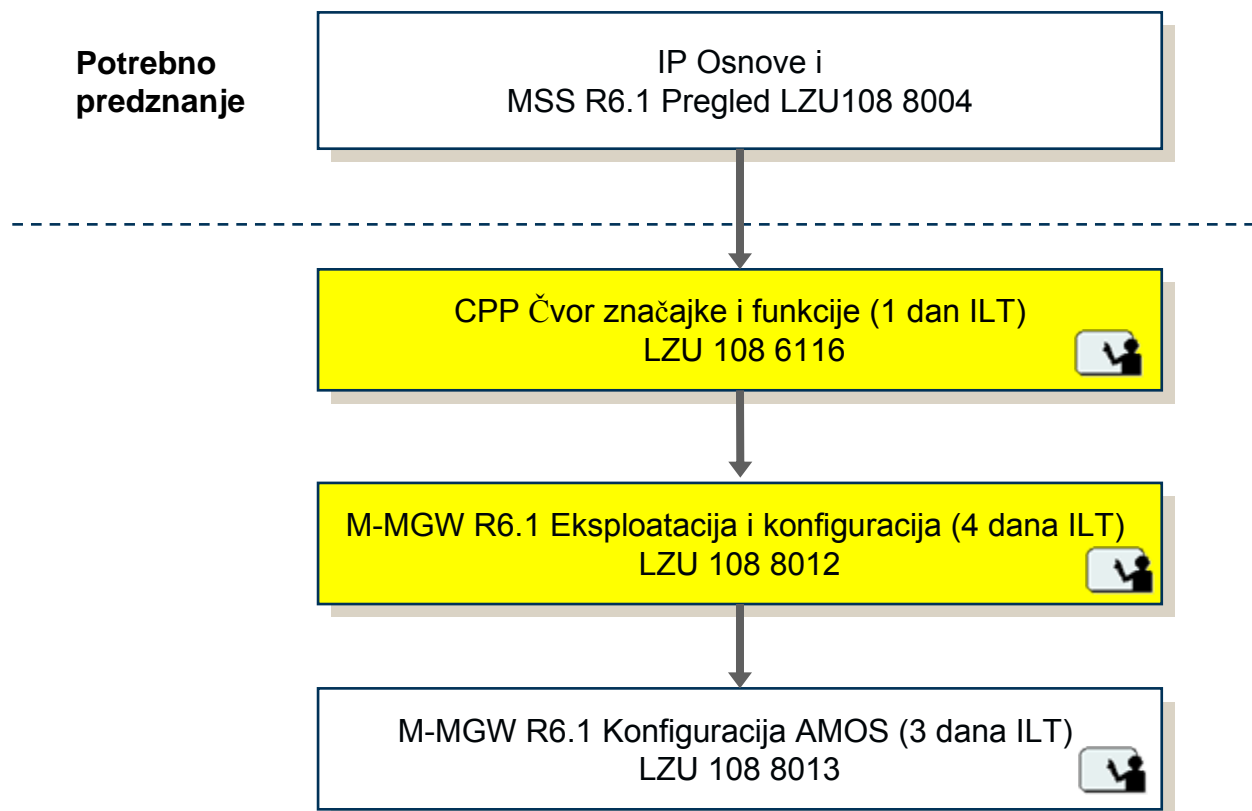 Potrebno
predznanje
IP Osnove i
MSS R6.1 Pregled LZU108 8004
CPP Čvor značajke i funkcije (1 dan ILT)
LZU 108 6116
M-MGW R6.1 Eksploatacija i konfiguracija (4 dana ILT)
LZU 108 8012
M-MGW R6.1 Konfiguracija AMOS (3 dana ILT)
LZU 108 8013